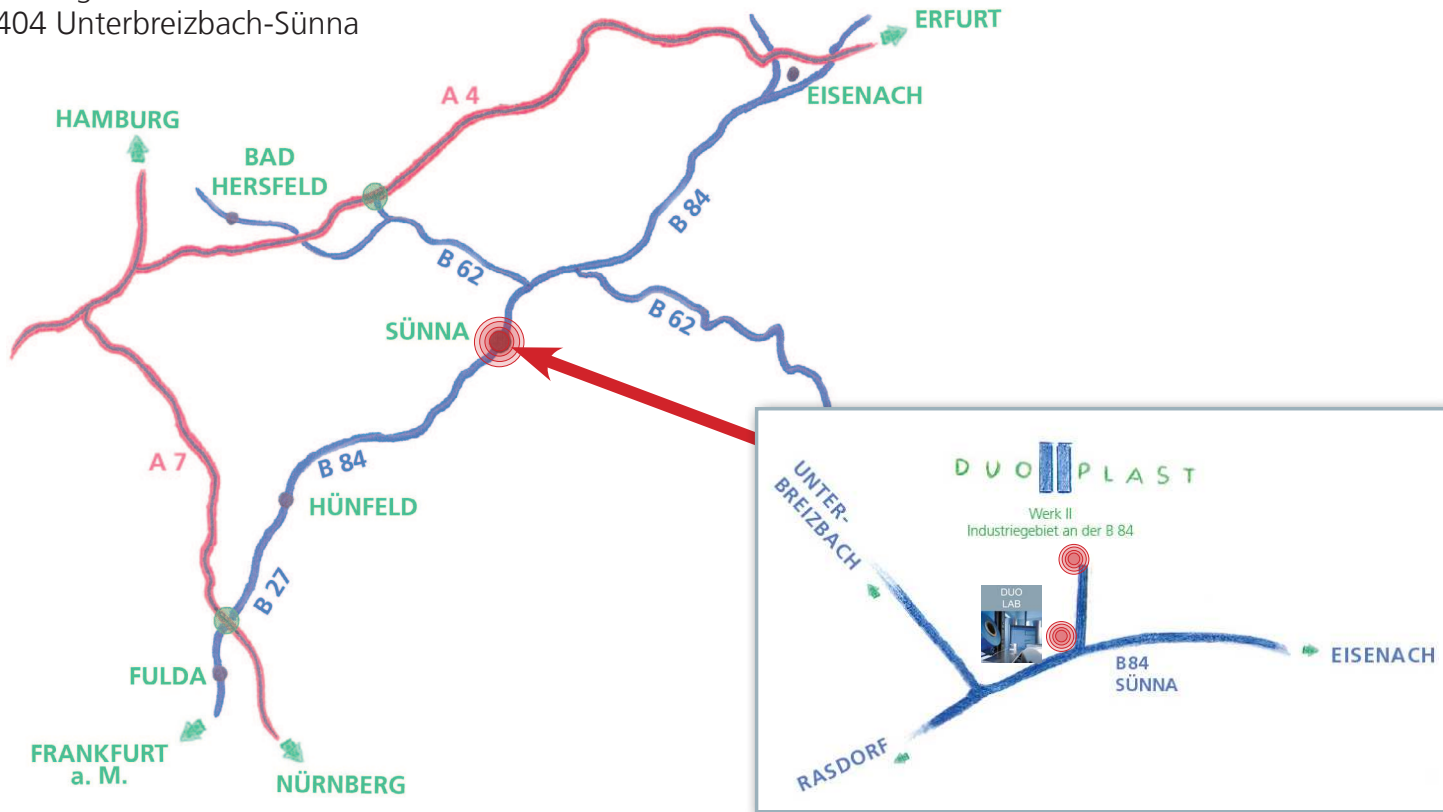 404 Unterbreizbach-Sünna
ERFURT
EISENACH
A 4
HAMBURG
BAD
HERSFELD
B 84
B 62
B 62
SÜNNA
A 7
B 84
HÜNFELD
B 27
FULDA
FRANKFURT
a. M.
NÜRNBERG
DUO PLAST
Werk II
Industriegebiet an der B 84
UNTER-
BREIZBACH
DUO
LAB
B84
SÜNNA
EISENACH
RASDORF